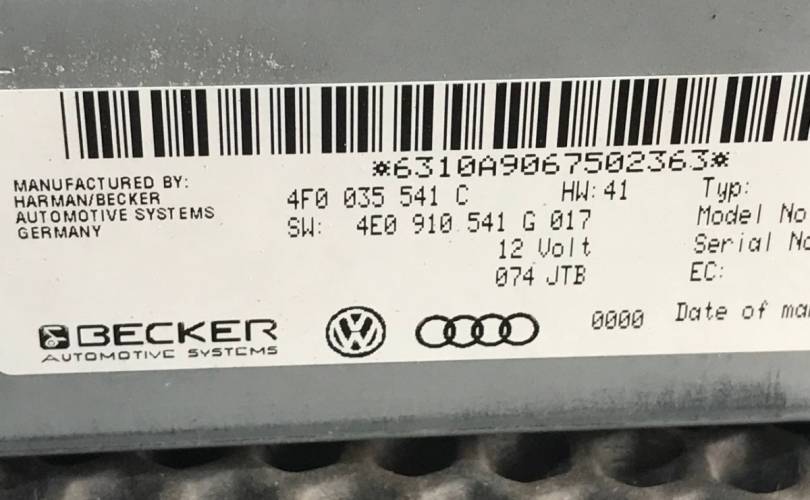 *6310A9067502363*
MANUFACTURED BY:
HARMAN/BECKER
AUTOMOTIVE SYSTEMS
GERMANY
4F0 035 541 C HW: 41
SW: 4E0 910 541 G 017
12 Volt
074 JTB
Typ:
Model No
Serial No
EC:
BECKER
AUTOMOTIVE SYSTEMS
0000
Date of ma